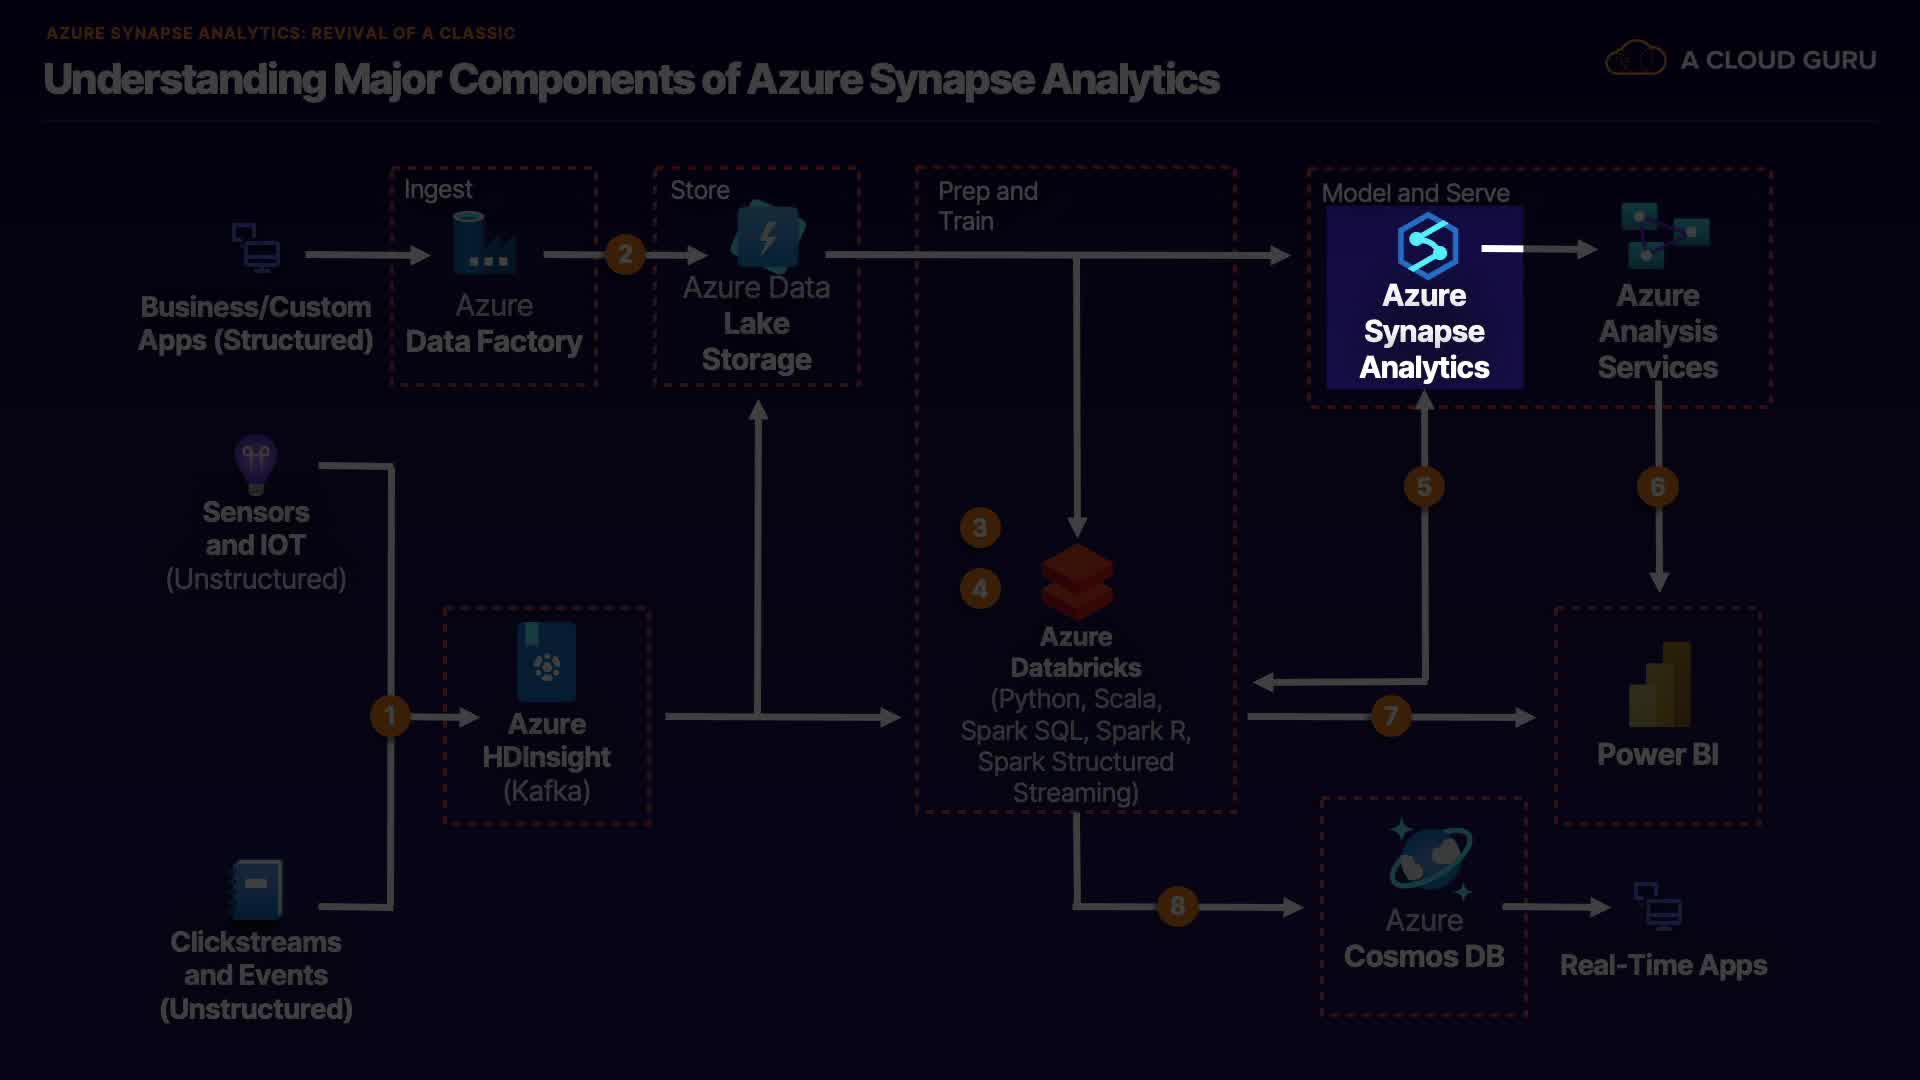 AZURE SYNAPSE ANALYTICS: REVIVAL OF A CLASSIC
Understanding Major Components of Azure Synapse Analytics
A CLOUD GURU
Ingest
Store
Prep and
Train
Model and Serve
Business/Custom
Apps (Structured)
Azure
Data Factory
2
Azure Data
Lake
Storage
Azure
Synapse
Analytics
Azure
Analysis
Services
Sensors
and IOT
(Unstructured)
3
4
5
6
1
Azure
HDInsight
(Kafka)
Azure
Databricks
(Python, Scala,
Spark SQL, Spark R,
Spark Structured
Streaming)
7
Power BI
Clickstreams
and Events
(Unstructured)
8
Azure
Cosmos DB
Real-Time Apps